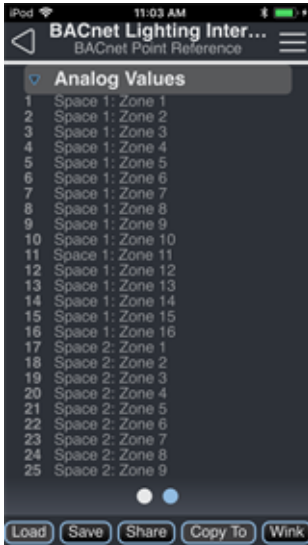 iPod 11:03 AM
BACnet Lighting Inter...
BACnet Point Reference
Analog Values
1 Space 1: Zone 1
2 Space 1: Zone 2
3 Space 1: Zone 3
4 Space 1: Zone 4
5 Space 1: Zone 5
6 Space 1: Zone 6
7 Space 1: Zone 7
8 Space 1: Zone 8
9 Space 1: Zone 9
10 Space 1: Zone 10
11 Space 1: Zone 11
12 Space 1: Zone 12
13 Space 1: Zone 13
14 Space 1: Zone 14
15 Space 1: Zone 15
16 Space 1: Zone 16
17 Space 2: Zone 1
18 Space 2: Zone 2
19 Space 2: Zone 3
20 Space 2: Zone 4
21 Space 2: Zone 5
22 Space 2: Zone 6
23 Space 2: Zone 7
24 Space 2: Zone 8
25 Space 2: Zone 9
Load Save Share Copy To Wink